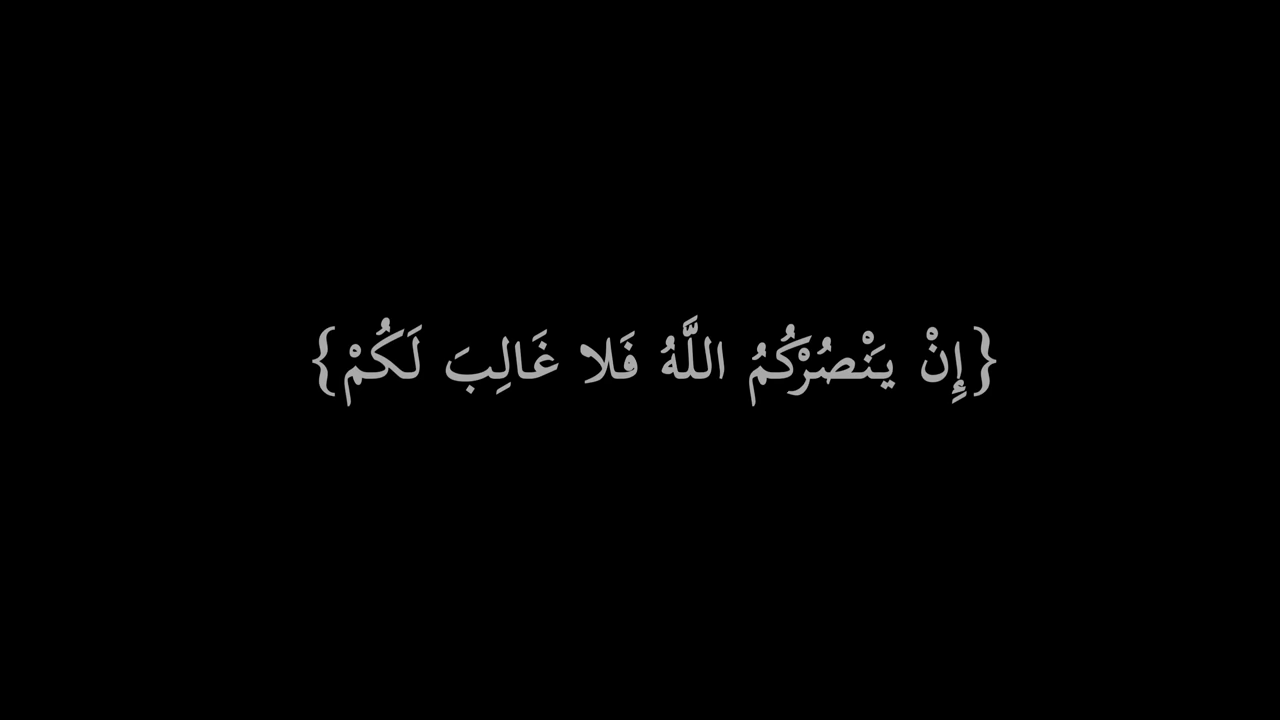 {إِنْ يَنْصُرْكُمُ اللَّهُ فَلا غَالِبَ لَكُمْ}